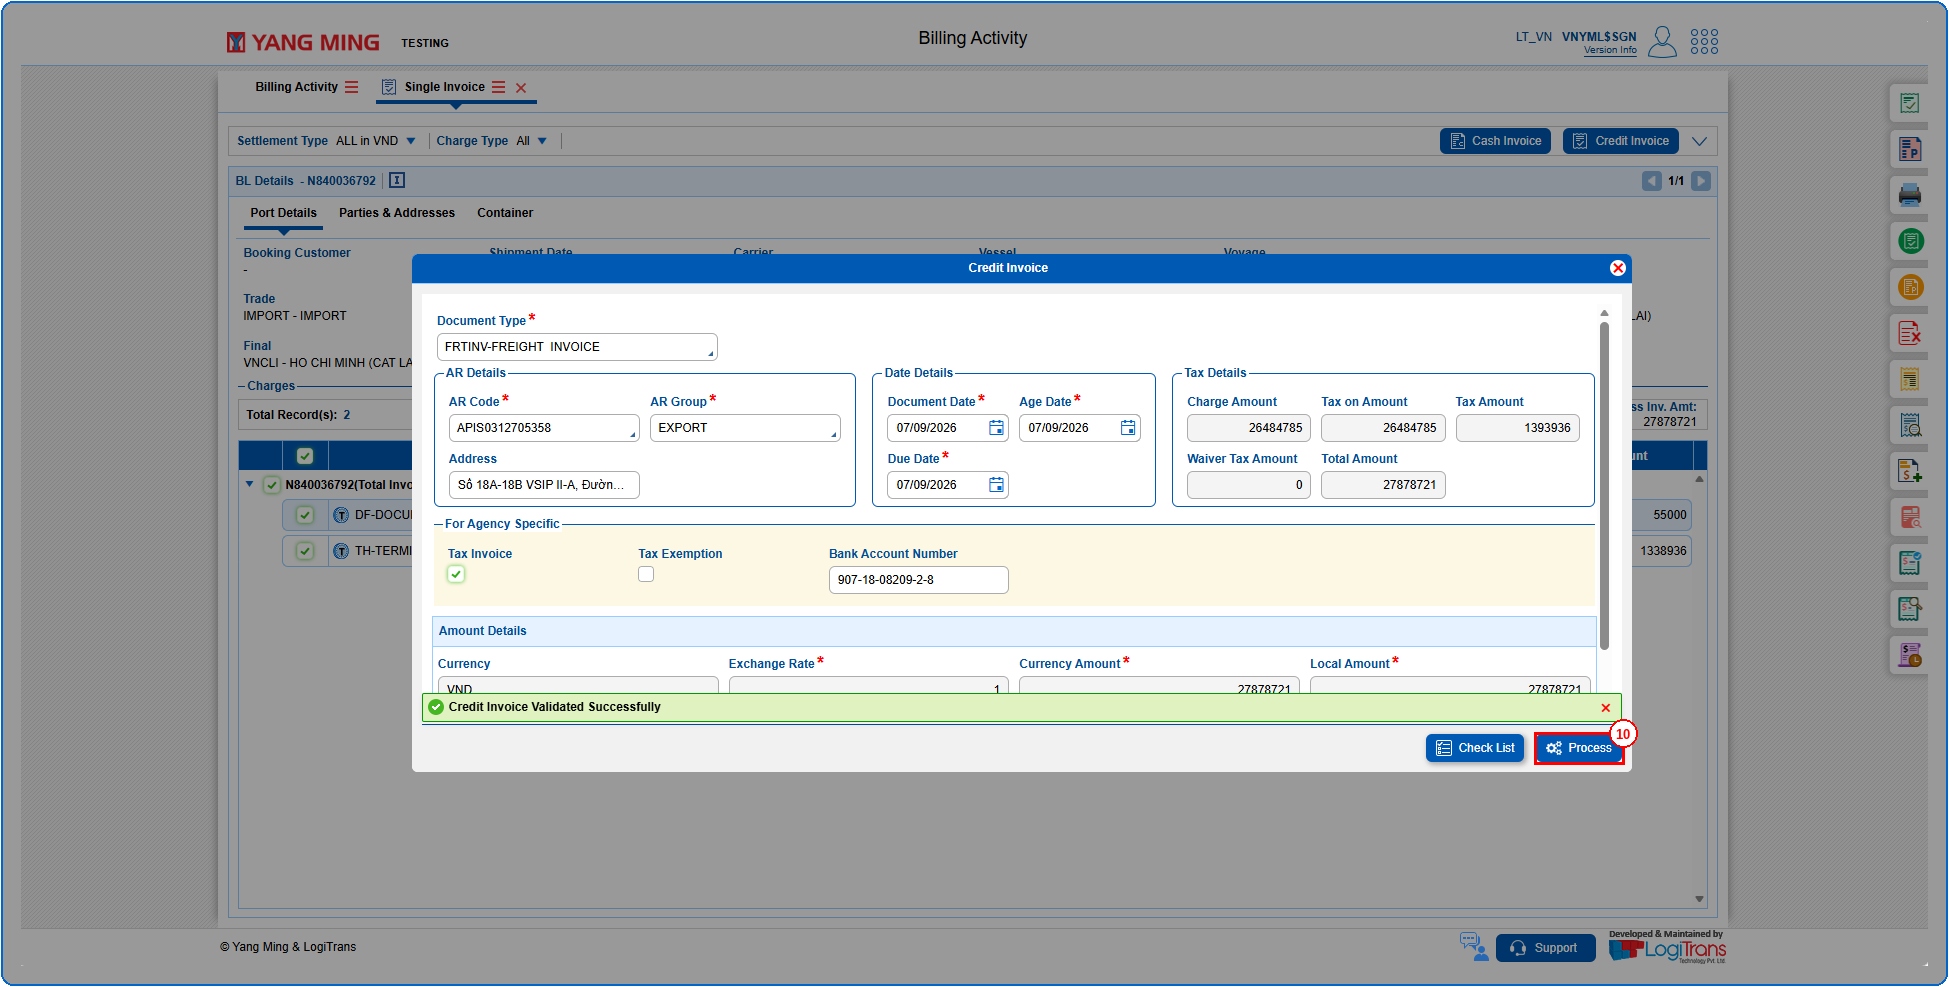 YANG MING TESTING
Billing Activity
LT_VN VNYML$SGN
Version Info
Billing Activity
Single Invoice
Settlement Type ALL in VND
Charge Type All
Cash Invoice
Credit Invoice
BL Details - N840036792
1/1
Port Details
Parties & Addresses
Container
Booking Customer
-
Shipment Date
Carrier
Vessel
Voyage
Trade
IMPORT - IMPORT
LAI)
Final
VNCLI - HO CHI MINH (CAT LA
Charges
Total Record(s): 2
ss Inv. Amt:
27878721
unt
N840036792(Total Invo
DF-DOCU
55000
TH-TERMI
1338936
Credit Invoice
Document Type *
FRTINV-FREIGHT INVOICE
AR Details
AR Code *
APIS0312705358
AR Group *
EXPORT
Address
Số 18A-18B VSIP II-A, Đườn...
Date Details
Document Date *
07/09/2026
Age Date *
07/09/2026
Due Date *
07/09/2026
Tax Details
Charge Amount
26484785
Tax on Amount
26484785
Tax Amount
1393936
Waiver Tax Amount
0
Total Amount
27878721
For Agency Specific
Tax Invoice
Tax Exemption
Bank Account Number
907-18-08209-2-8
Amount Details
Currency
VND
Exchange Rate *
1
Currency Amount *
27878721
Local Amount *
27878721
Credit Invoice Validated Successfully
Check List
Process
10
© Yang Ming & LogiTrans
Support
Developed & Maintained by
LogiTrans
Technology Pvt. Ltd.